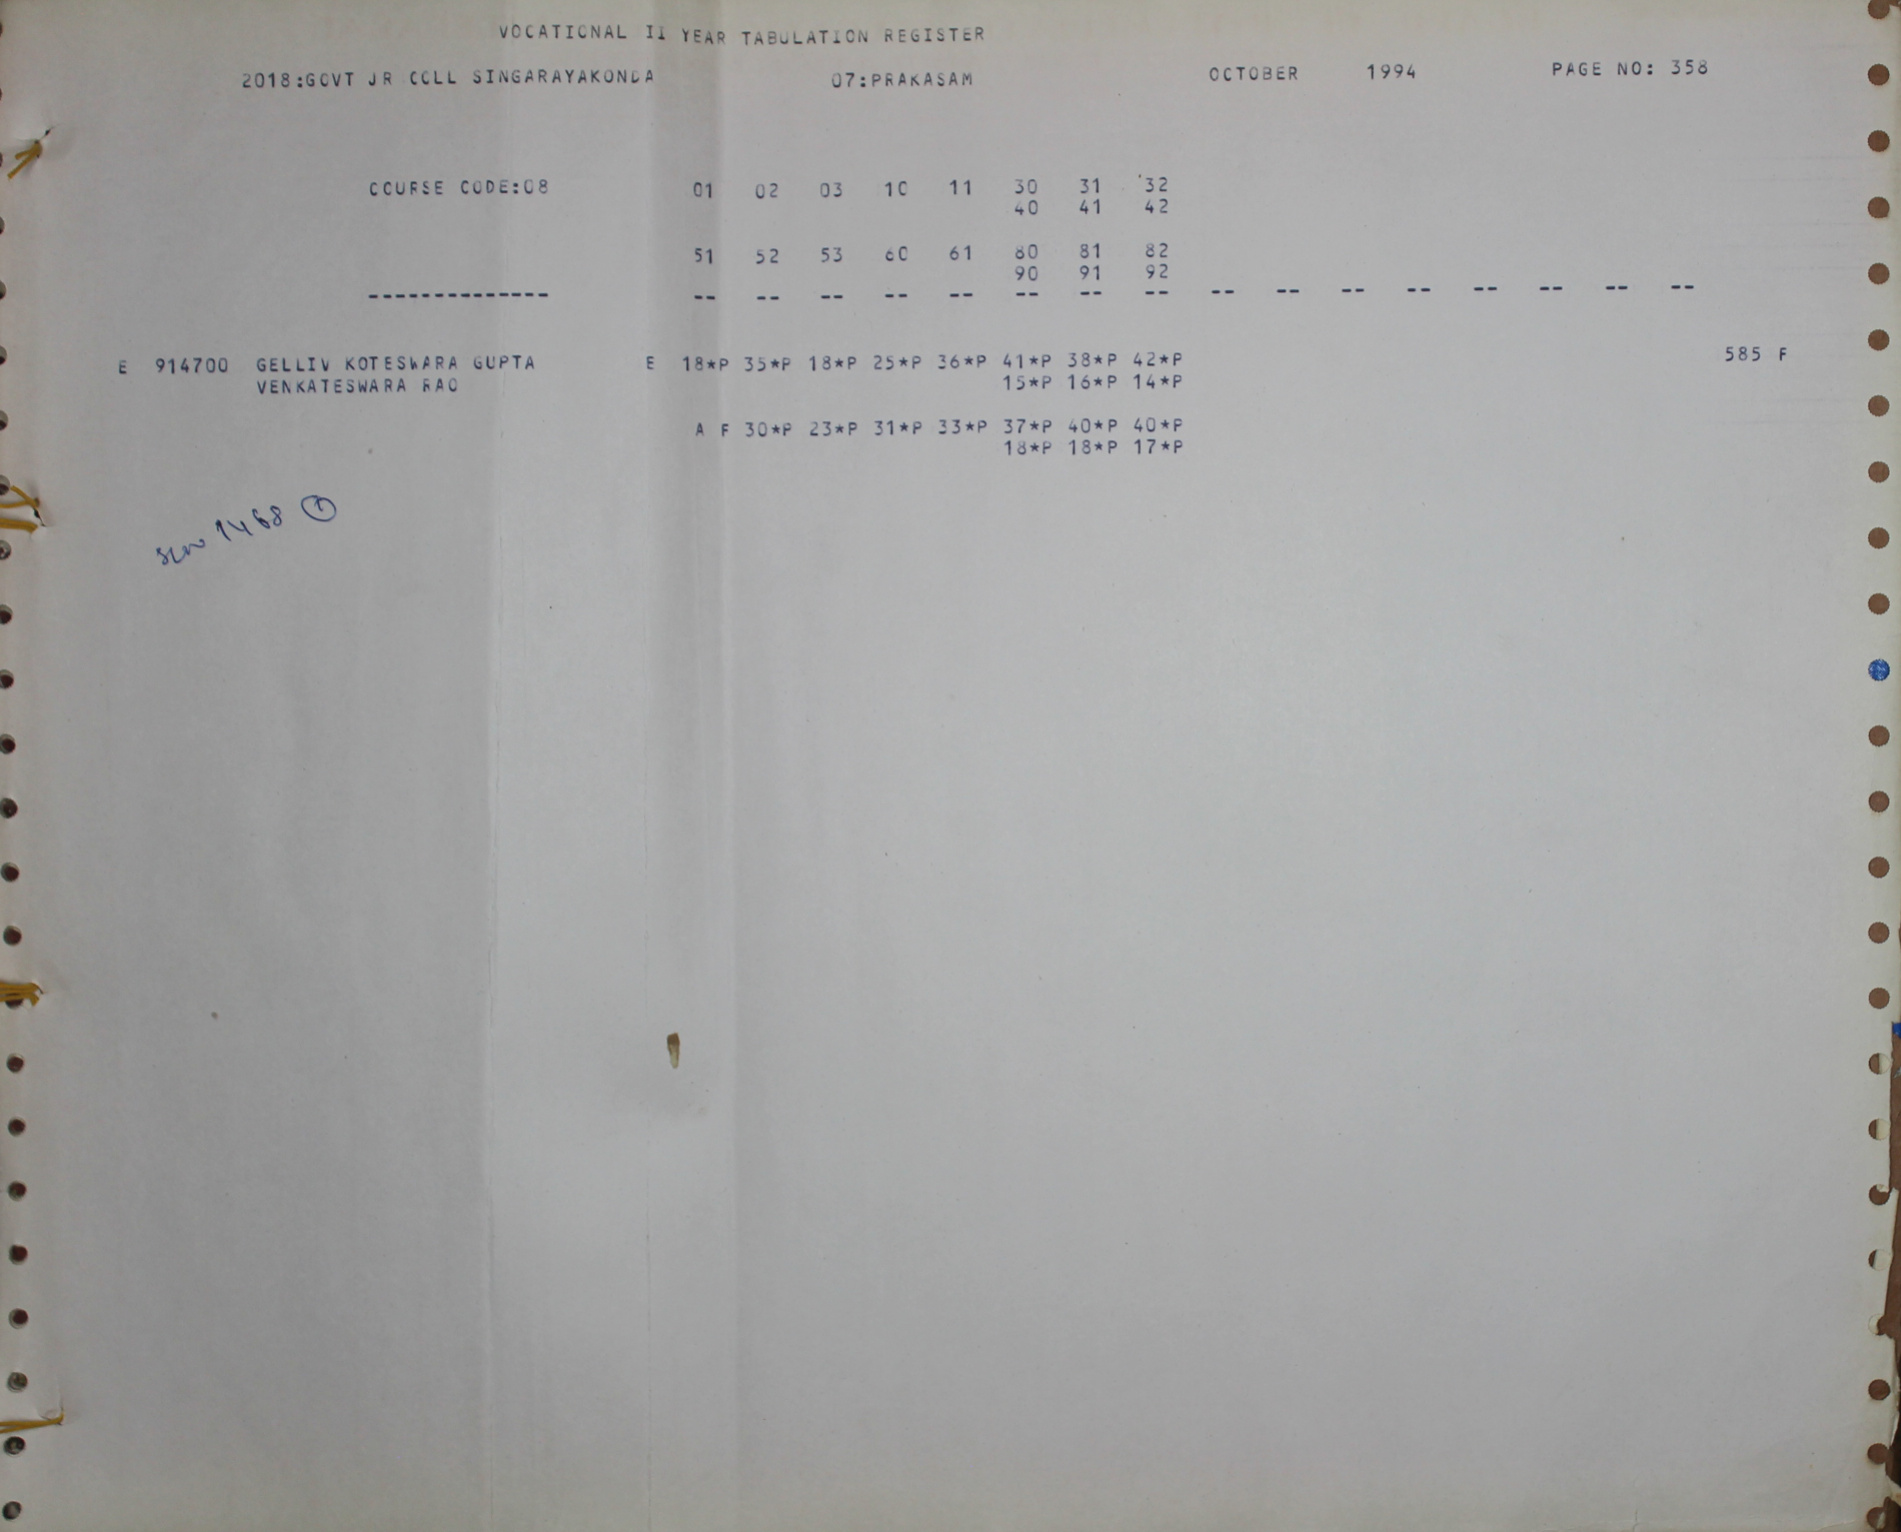 VOCATIONAL II YEAR TABULATION REGISTER
2018:GOVT JR COLL SINGARAYAKONDA 07:PRAKASAM OCTOBER 1994 PAGE NO: 358
COURSE CODE:08 01 02 03 10 11 30 31 32
40 41 42
51 52 53 60 61 80 81 82
90 91 92
-------------- -- -- -- -- -- -- -- -- -- -- -- -- -- -- -- --
E 914700 GELLIV KOTESWARA GUPTA E 18*P 35*P 18*P 25*P 36*P 41*P 38*P 42*P 585 F
VENKATESWARA RAO 15*P 16*P 14*P
A F 30*P 23*P 31*P 33*P 37*P 40*P 40*P
18*P 18*P 17*P
1468 1